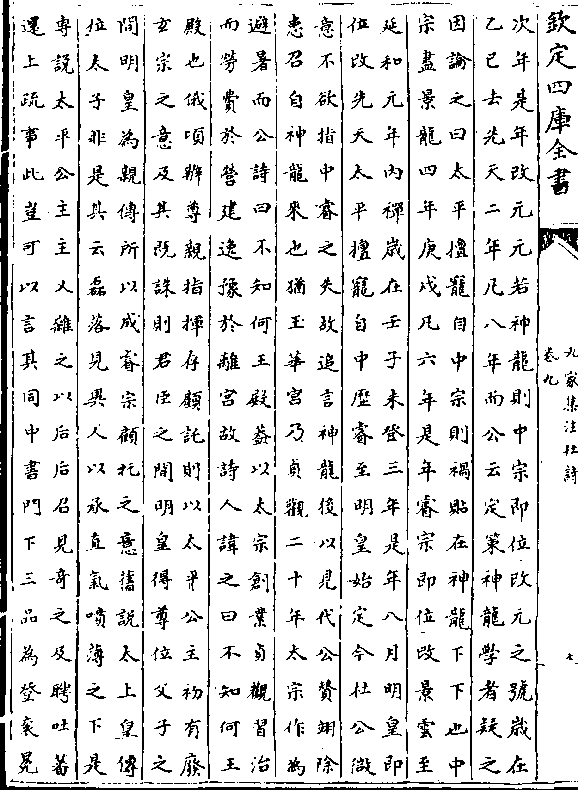 欽定四庫全書
九家集注杜詩
卷九
七
次年是年改元元若神龍則中宗即位改元之號歳在
乙巳去先天二年凡八年而公云定策神龍學者疑之
因論之曰太平擅寵自中宗則禍貽在神龍下下也中
宗盡景龍四年庚戌凡六年是年睿宗即位改景雲至
延和元年内禪歳在壬子未登三年是年八月明皇即
位改先天太平擅寵自中歴睿至明皇始定今杜公微
意不欲指中睿之失故追言神龍後以見代公贊翊除
患召自神龍來也猶玉華宫乃貞觀二十年太宗作為
避暑而公詩曰不知何王殿葢以太宗創業貞觀習治
而勞費於營建逸豫於離宫故詩人諱之曰不知何王
殿也俄頃辦尊親指揮存顧託則以太平公主初有廢
𤣥宗之意及其既誅則君臣之間明皇得尊位父子之
間明皇為親傳所以成睿宗顧托之意舊說太上皇傳
位太子非是其云磊落見異人以承直氣噴薄之下是
專説太平公主主又雖之以后后召見奇之及聘吐蕃
還上疏事此豈可以言其同中書門下三品為登衮冕